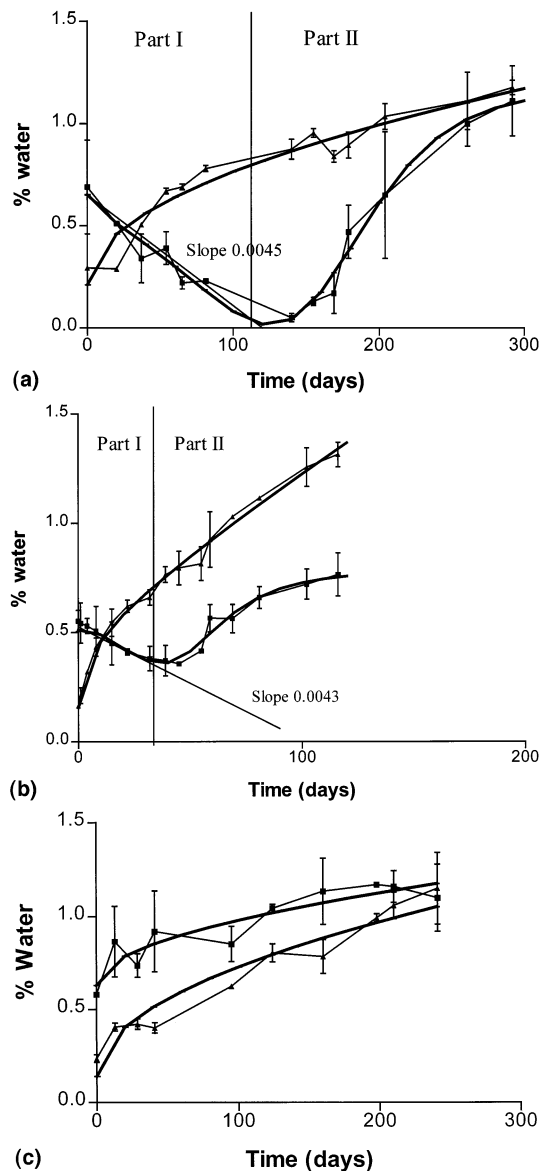 1.5
Part I
Part II
1.0
% water
0.5
Slope 0.0045
0.0
0
100
200
300
(a)
Time (days)
1.5
Part I
Part II
1.0
% water
0.5
Slope 0.0043
0.0
0
100
200
(b)
Time (days)
1.5
1.0
% Water
0.5
0.0
0
100
200
300
(c)
Time (days)